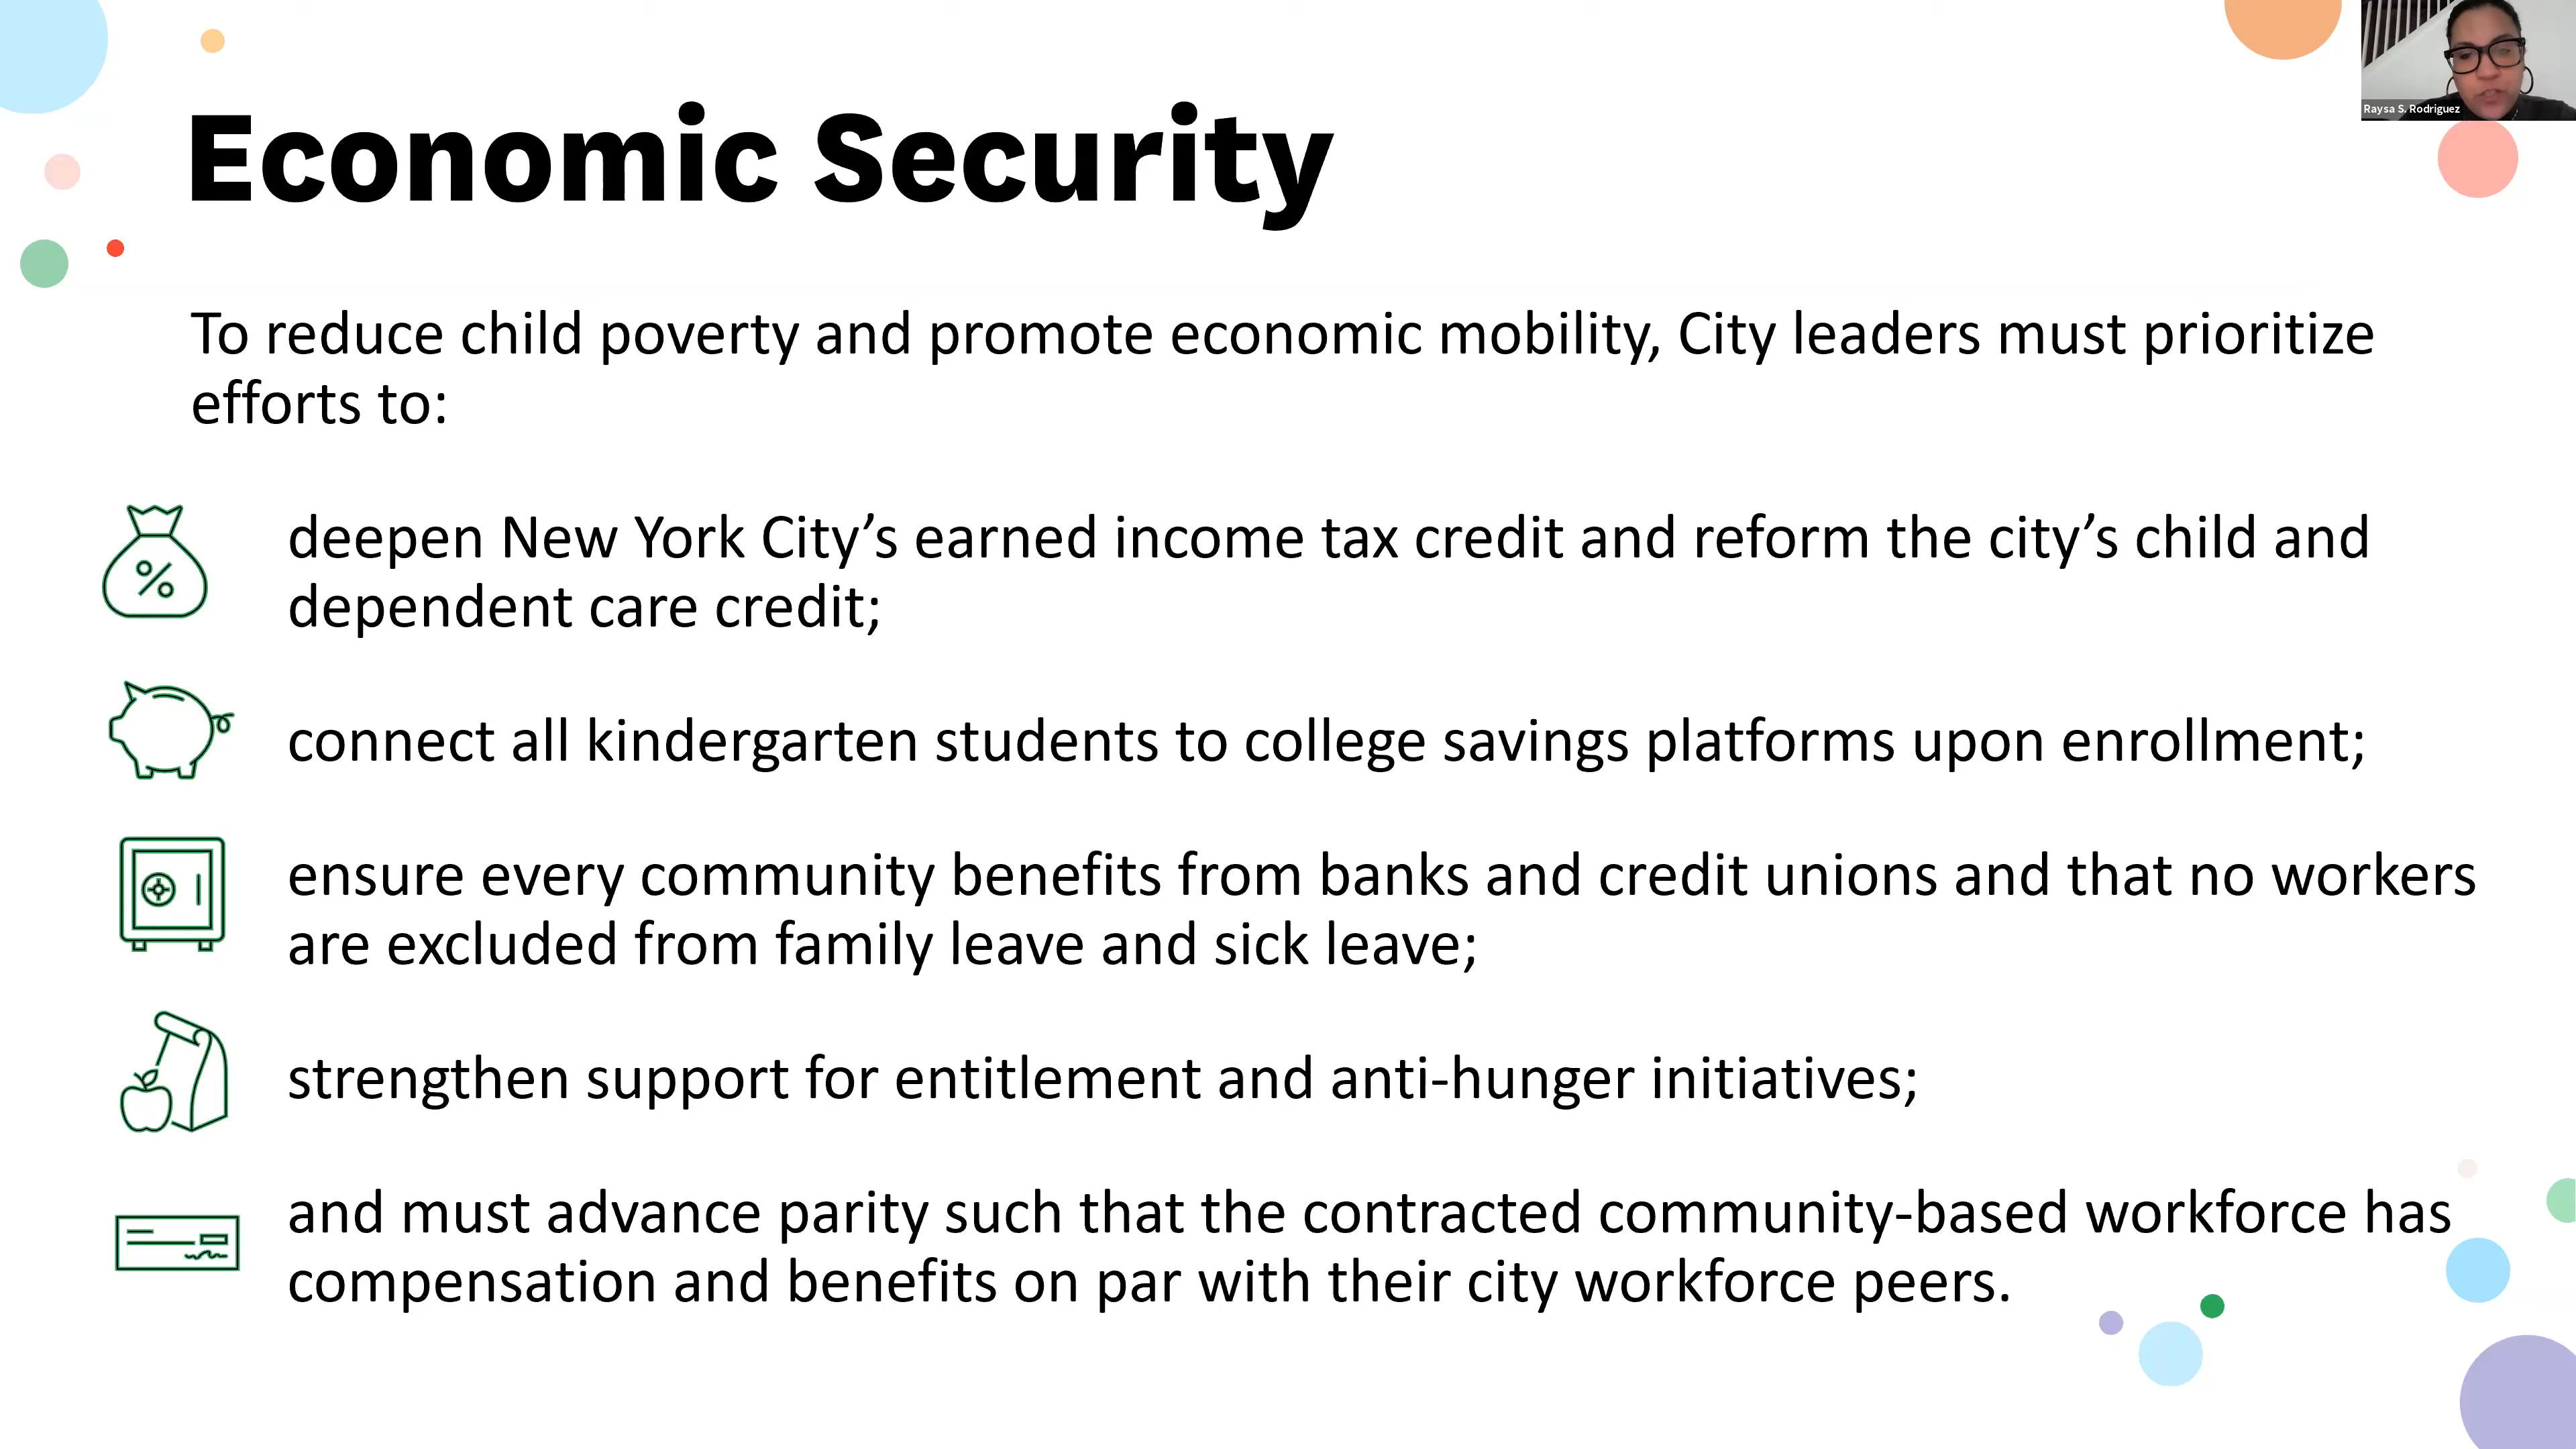 Raysa S. Rodriguez
Economic Security
To reduce child poverty and promote economic mobility, City leaders must prioritize
efforts to:
%
deepen New York City’s earned income tax credit and reform the city’s child and
dependent care credit;
connect all kindergarten students to college savings platforms upon enrollment;
ensure every community benefits from banks and credit unions and that no workers
are excluded from family leave and sick leave;
strengthen support for entitlement and anti-hunger initiatives;
and must advance parity such that the contracted community-based workforce has
compensation and benefits on par with their city workforce peers.